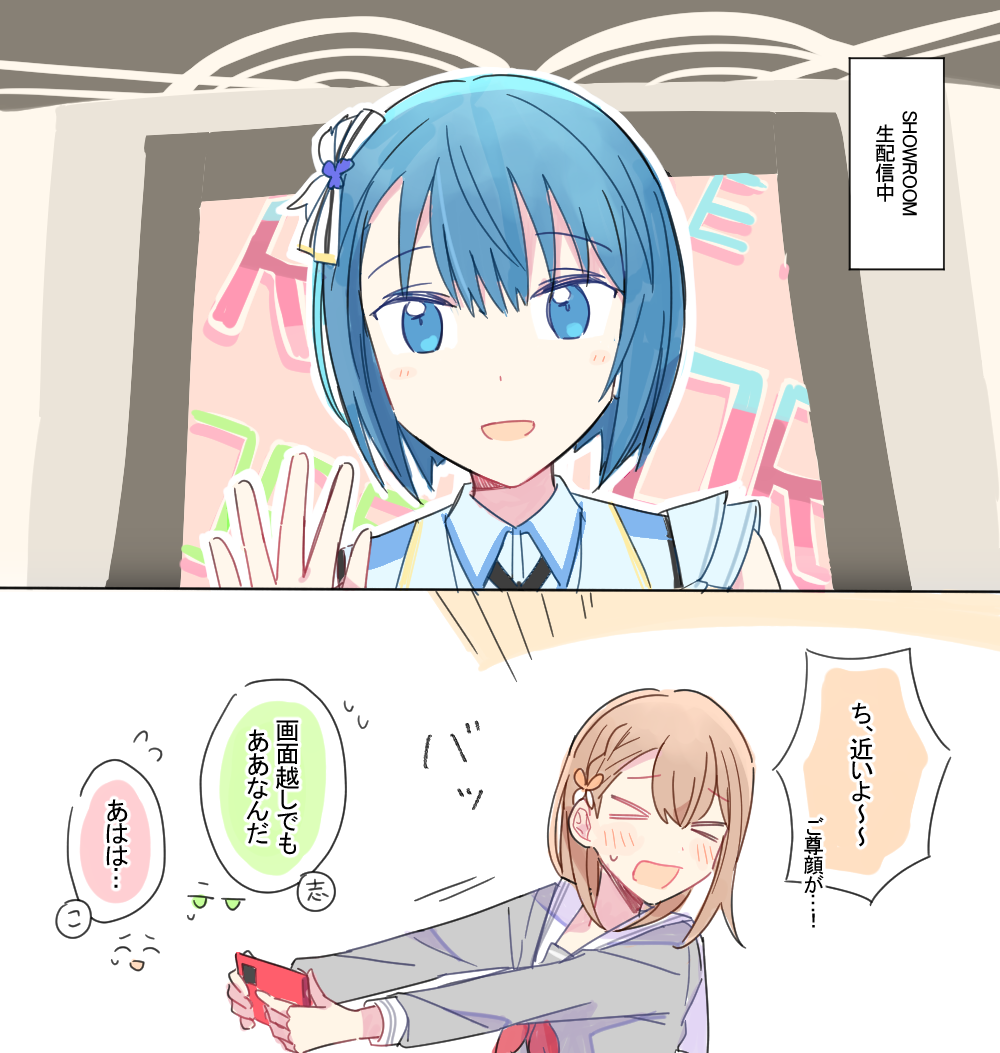 SHOWROOM
生配信中
ち、近いよ～～
ご尊顔が…！
バッ
画面越しでも
ああなんだ
志
あはは…
こ